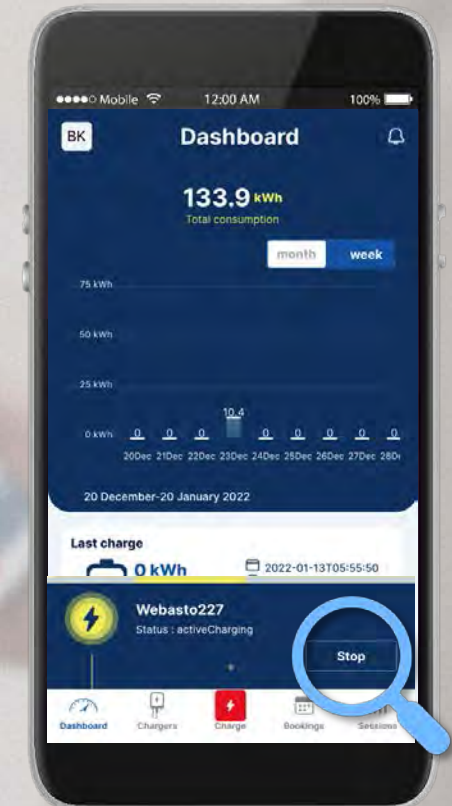 Mobile 12:00 AM 100%
BK Dashboard
133.9 kWh
Total consumption
month week
75 kWh
50 kWh
25 kWh
10.4
0 kWh 0 0 0 0 0 0 0 0
20Dec 21Dec 22Dec 23Dec 24Dec 25Dec 26Dec 27Dec
20 December-20 January 2022
Last charge
0 kWh 2022-01-13T05:55:50
Webasto227
Status : activeCharging
Stop
Dashboard Chargers Charge Bookings Sessions